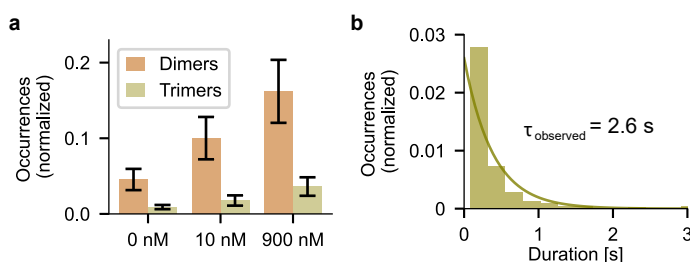 a
Occurrences
(normalized)
0.2
0.1
0.0
Dimers
Trimers
0 nM
10 nM
900 nM
b
Occurrences
(normalized)
0.03
0.02
0.01
0
τobserved = 2.6 s
0
1
2
3
Duration [s]